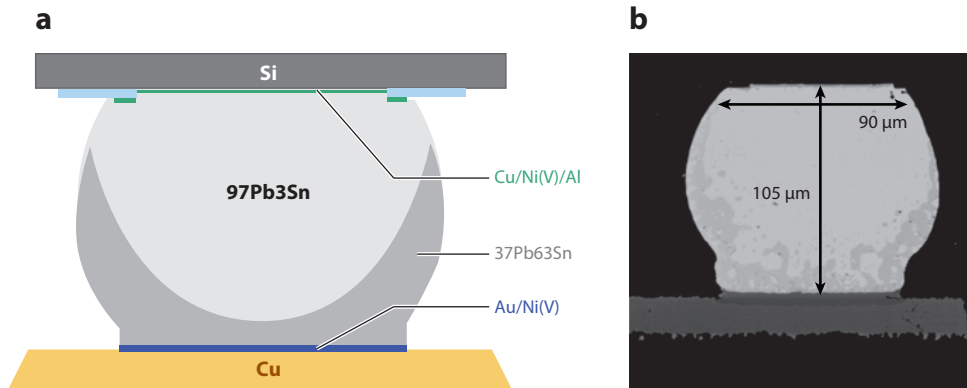 a
b
Si
90 µm
Cu/Ni(V)/Al
97Pb3Sn
105 µm
37Pb63Sn
Au/Ni(V)
Cu